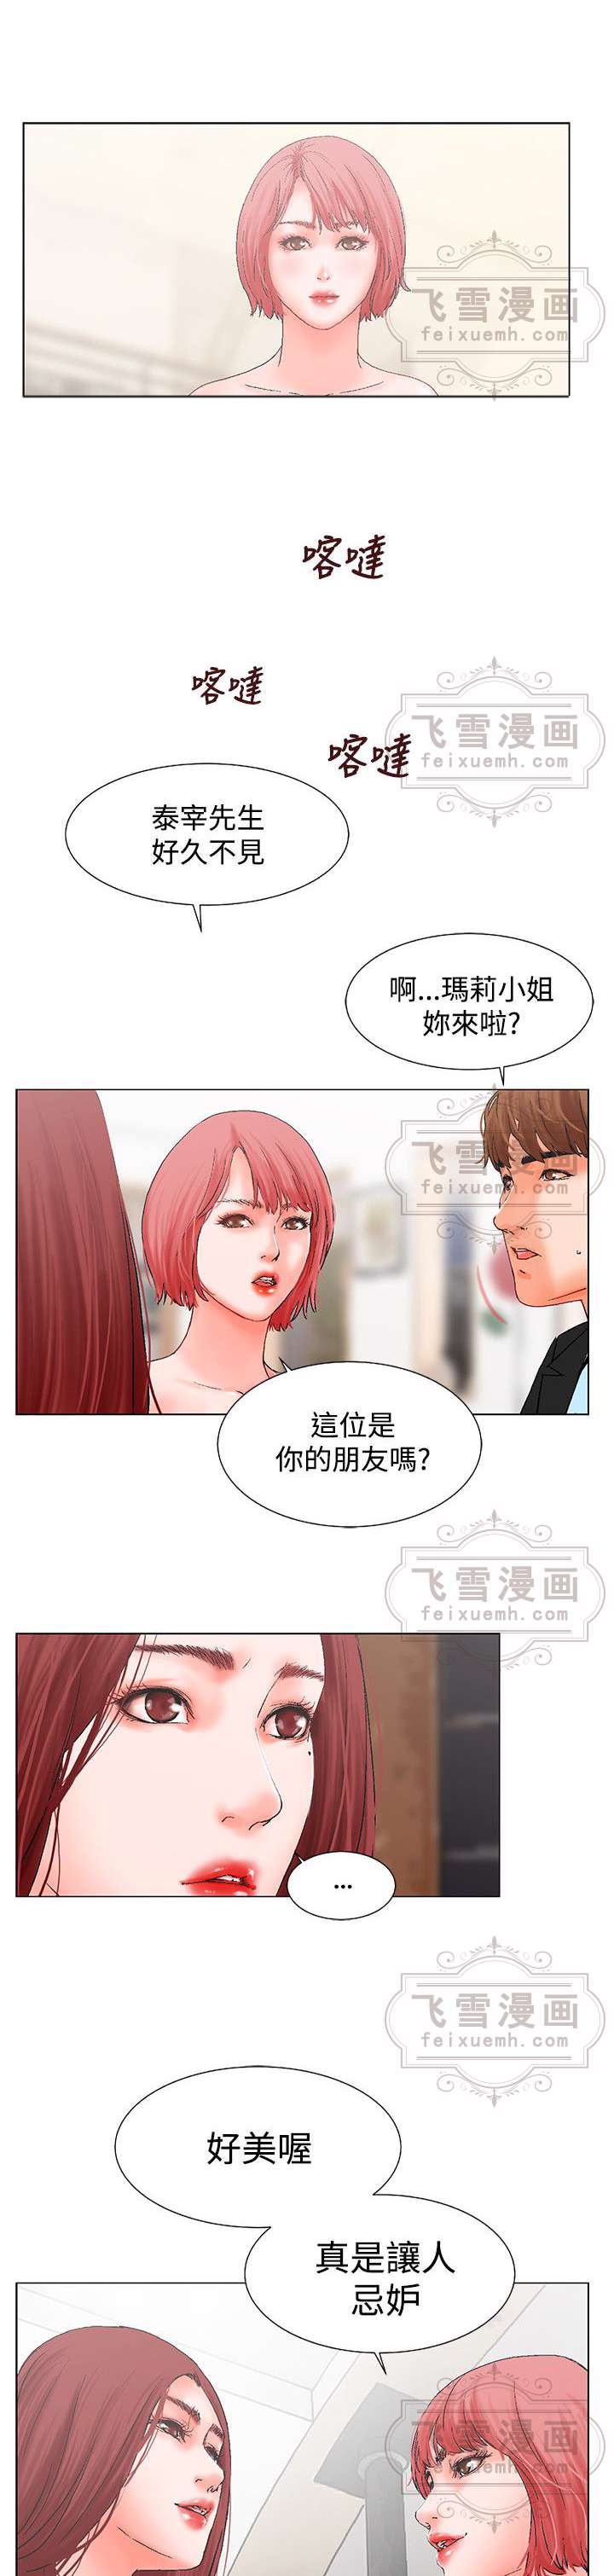 飞雪漫画
feixuemh.com
喀噠
喀噠
飞雪漫画
feixuemh.com
喀噠
泰宰先生
好久不見
啊...瑪莉小姐
妳來啦?
飞雪漫画
feixuemh.com
這位是
你的朋友嗎?
飞雪漫画
feixuemh.com
...
飞雪漫画
feixuemh.com
好美喔
真是讓人
忌妒
飞雪漫画
feixuemh.com